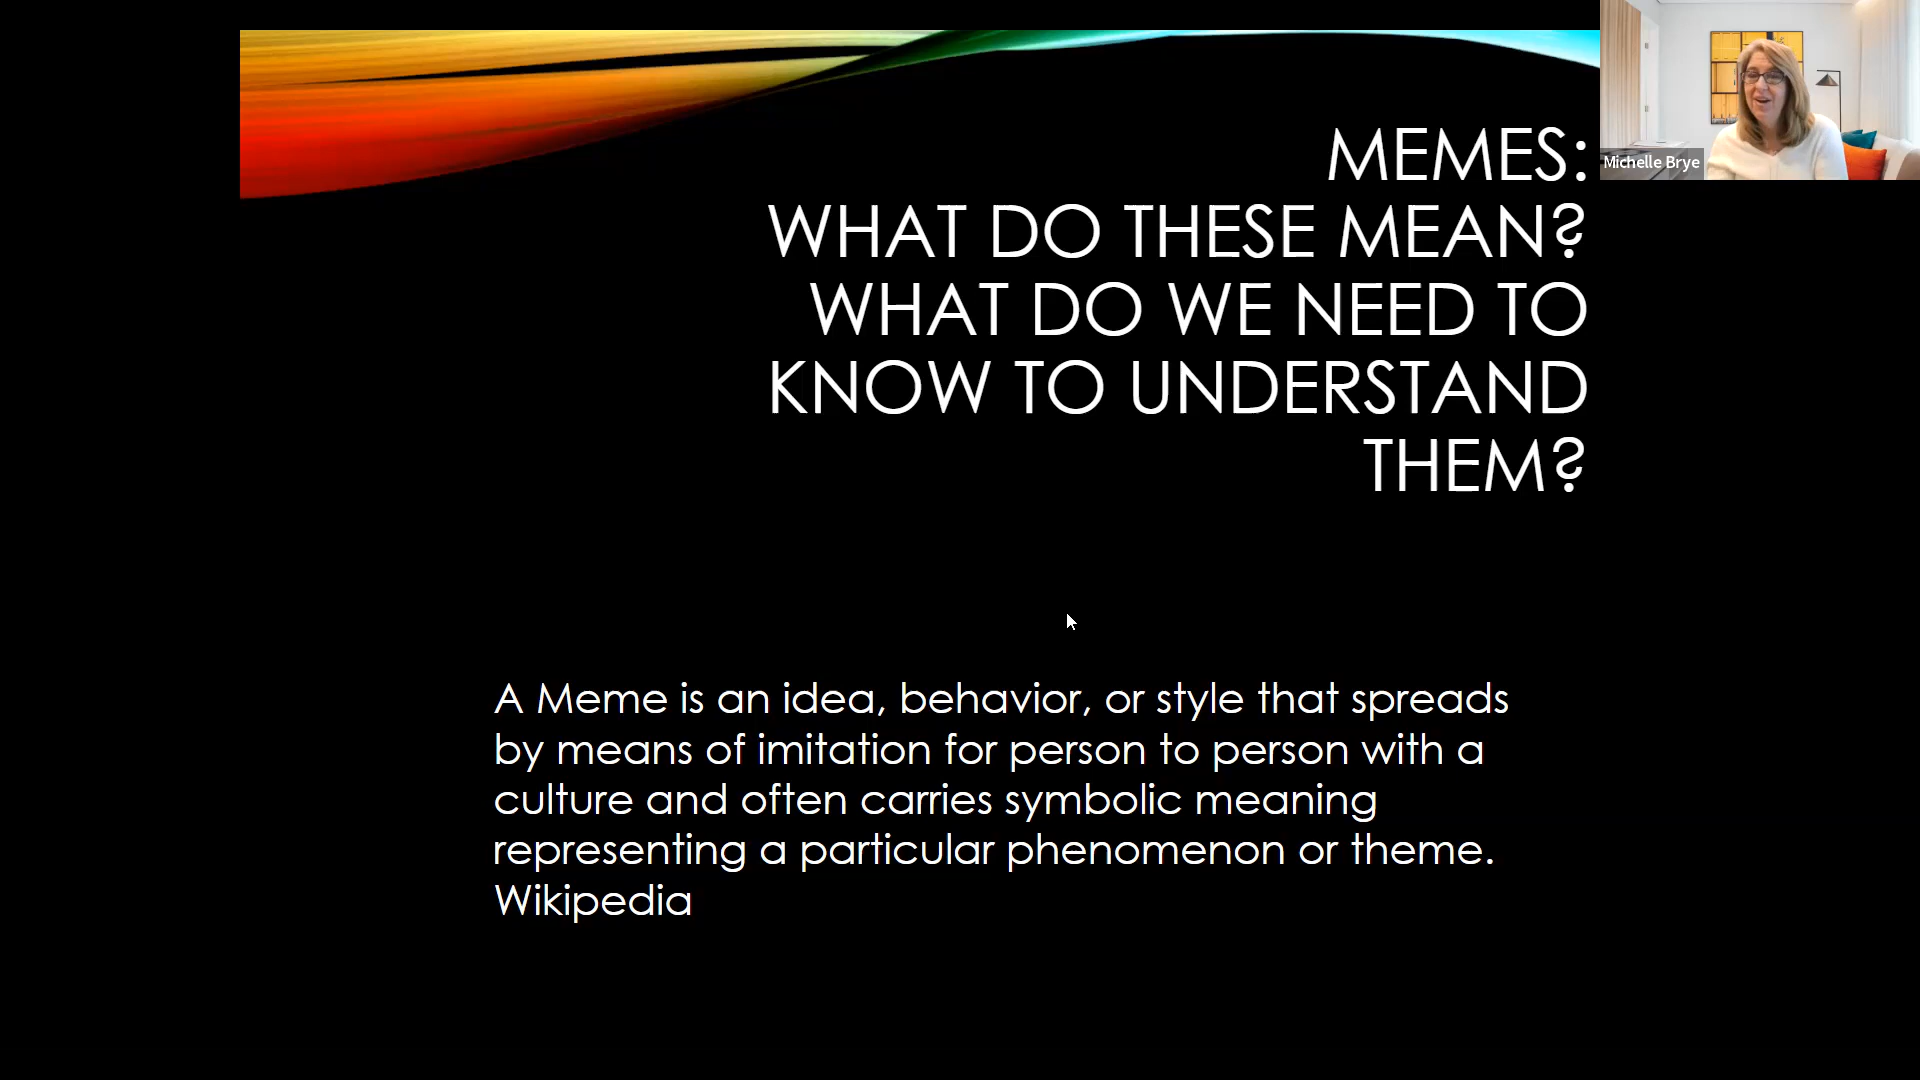 MEMES:
WHAT DO THESE MEAN?
WHAT DO WE NEED TO
KNOW TO UNDERSTAND
THEM?
Michelle Brye
A Meme is an idea, behavior, or style that spreads
by means of imitation for person to person with a
culture and often carries symbolic meaning
representing a particular phenomenon or theme.
Wikipedia